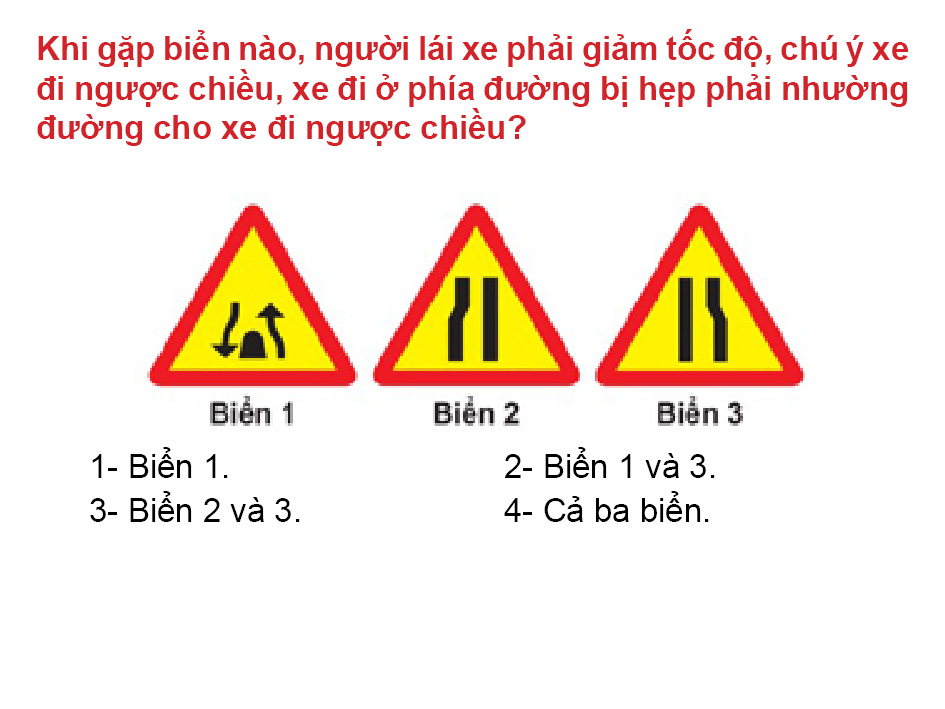 Khi gặp biển nào, người lái xe phải giảm tốc độ, chú ý xe
đi ngược chiều, xe đi ở phía đường bị hẹp phải nhường
đường cho xe đi ngược chiều?
Biển 1 Biển 2 Biển 3
1- Biển 1. 2- Biển 1 và 3.
3- Biển 2 và 3. 4- Cả ba biển.